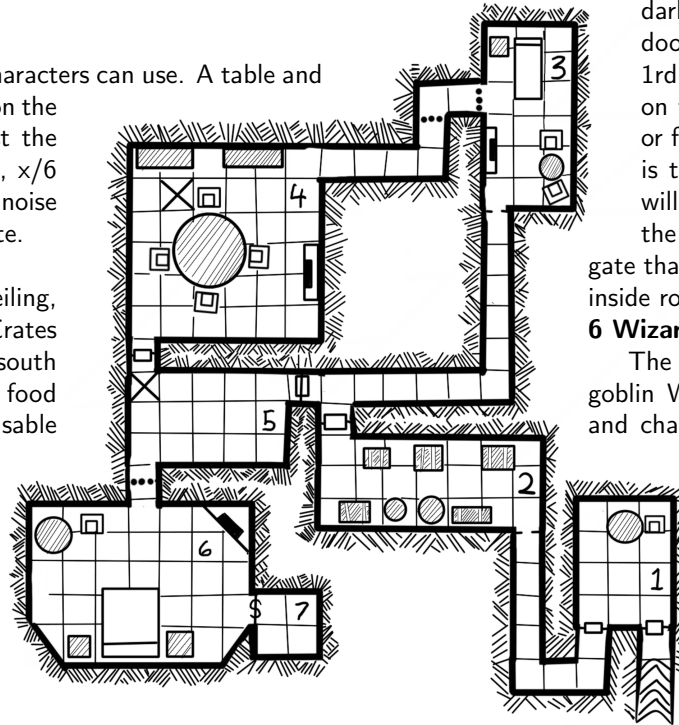 haracters can use. A table and
on the
t the
, x/6
noise
te.
eiling,
Crates
south
food
sable
3
4
5
2
6
1
S
7
dark
doo
1rd
on
or f
is t
will
the
gate tha
inside ro
6 Wizar
The
goblin W
and cha